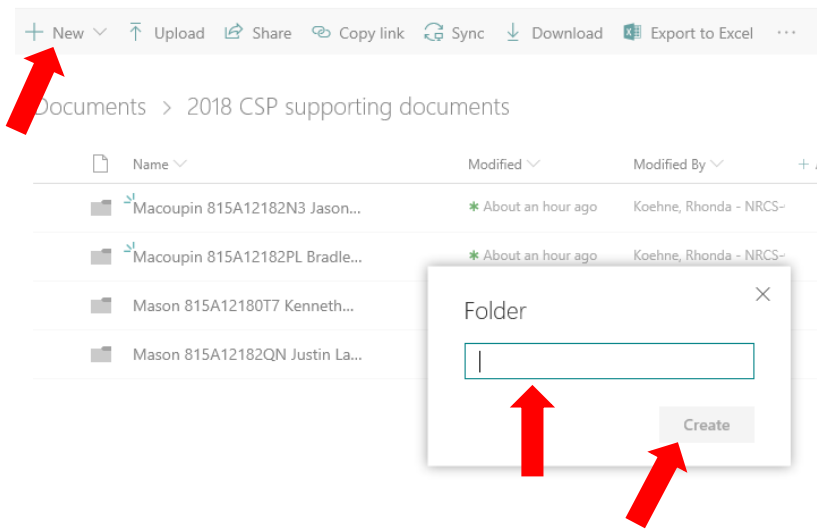 + New Upload Share Copy link Sync Download Export to Excel ...
Documents > 2018 CSP supporting documents
Name Modified Modified By +
Macoupin 815A12182N3 Jason... About an hour ago Koehne, Rhonda - NRCS-
Macoupin 815A12182PL Bradle... About an hour ago Koehne, Rhonda - NRCS-
Mason 815A12180T7 Kenneth...
Mason 815A12182QN Justin La...
Folder
Create